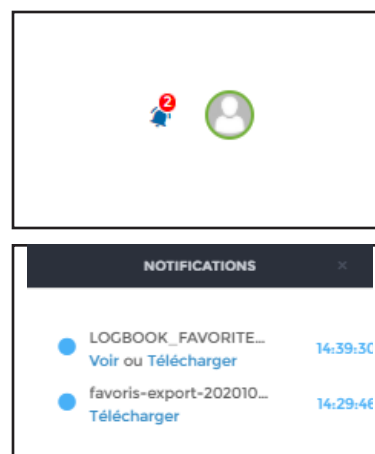 2
NOTIFICATIONS ×
LOGBOOK_FAVORITE...
Voir ou Télécharger
14:39:30
favoris-export-202010...
Télécharger
14:29:46